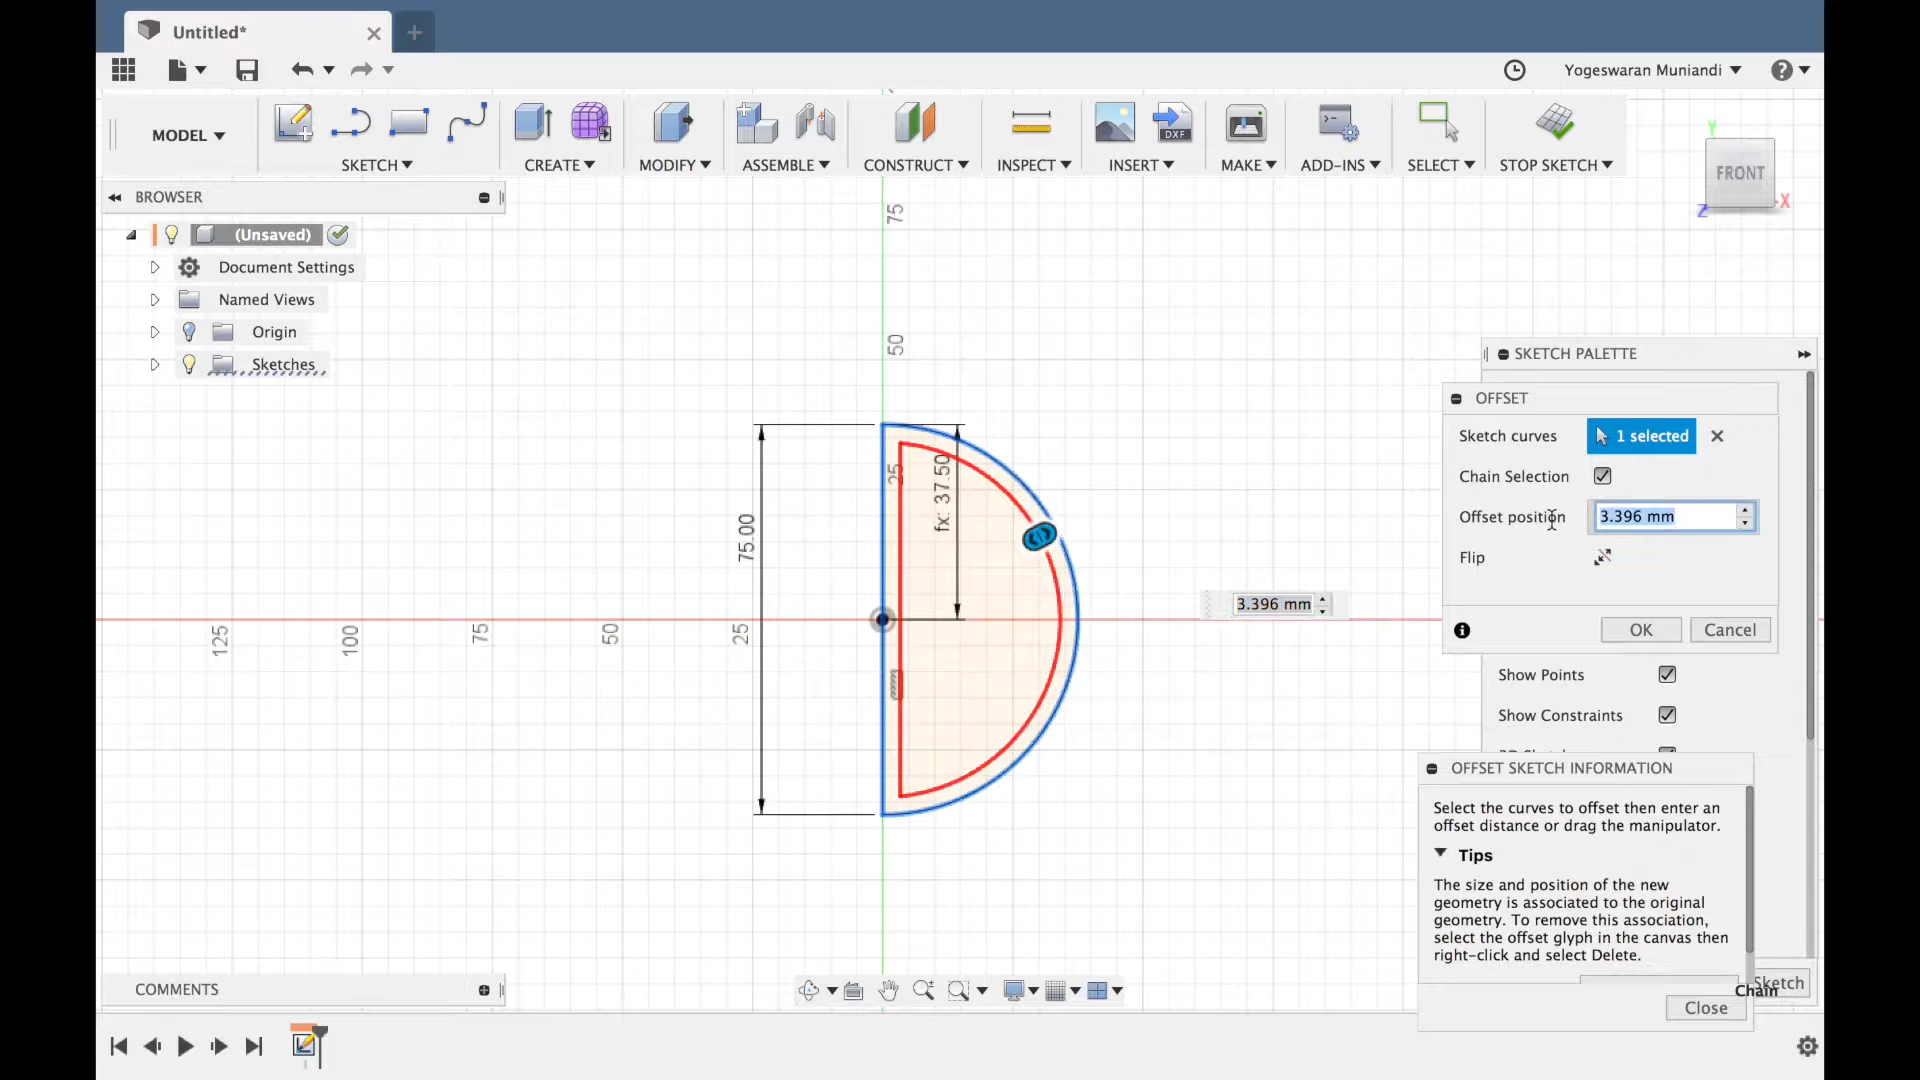 Untitled*
Yogeswaran Muniandi
MODEL
SKETCH
CREATE
MODIFY
ASSEMBLE
CONSTRUCT
INSPECT
DXF
INSERT
MAKE
ADD-INS
SELECT
STOP SKETCH
FRONT
Y
X
Z
BROWSER
(Unsaved)
Document Settings
Named Views
Origin
Sketches
75
50
25
125
100
75
50
25
75.00
fx: 37.50
3.396 mm
SKETCH PALETTE
OFFSET
Sketch curves
1 selected
Chain Selection
Offset position
3.396 mm
Flip
OK
Cancel
Show Points
Show Constraints
OFFSET SKETCH INFORMATION
Select the curves to offset then enter an
offset distance or drag the manipulator.
Tips
The size and position of the new
geometry is associated to the original
geometry. To remove this association,
select the offset glyph in the canvas then
right-click and select Delete.
Chain
Sketch
Close
COMMENTS